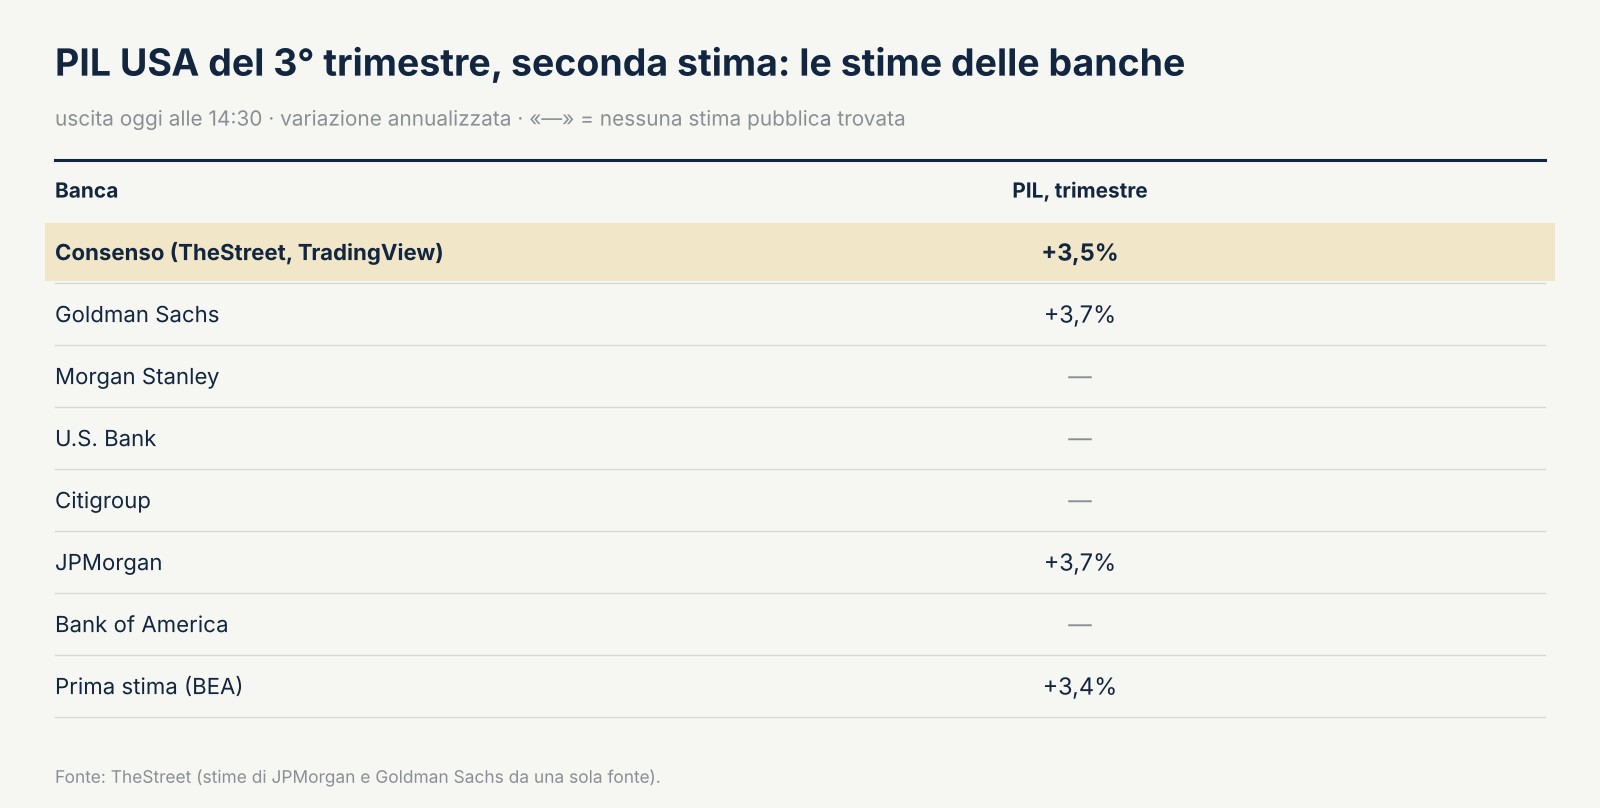 PIL USA del 3° trimestre, seconda stima: le stime delle banche
uscita oggi alle 14:30 · variazione annualizzata · «—» = nessuna stima pubblica trovata
Banca PIL, trimestre
Consenso (TheStreet, TradingView) +3,5%
Goldman Sachs +3,7%
Morgan Stanley —
U.S. Bank —
Citigroup —
JPMorgan +3,7%
Bank of America —
Prima stima (BEA) +3,4%
Fonte: TheStreet (stime di JPMorgan e Goldman Sachs da una sola fonte).